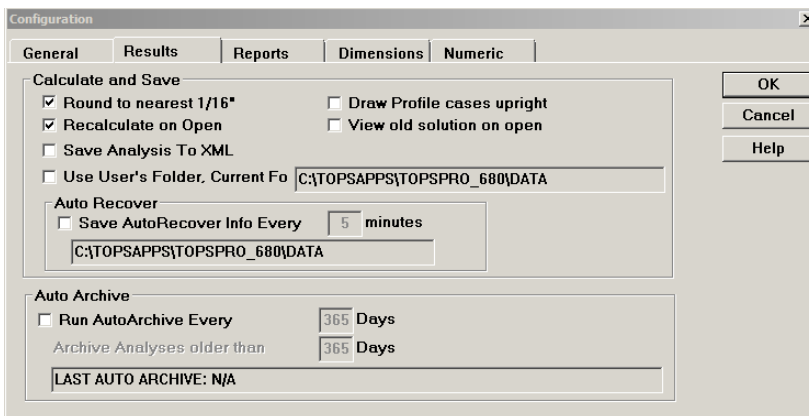 Configuration
General Results Reports Dimensions Numeric
Calculate and Save
Round to nearest 1/16" Draw Profile cases upright
Recalculate on Open View old solution on open
Save Analysis To XML
Use User's Folder, Current Fo C:\TOPSAPPS\TOPSPRO_680\DATA
Auto Recover
Save AutoRecover Info Every 5 minutes
C:\TOPSAPPS\TOPSPRO_680\DATA
Auto Archive
Run AutoArchive Every 365 Days
Archive Analyses older than 365 Days
LAST AUTO ARCHIVE: N/A
OK
Cancel
Help